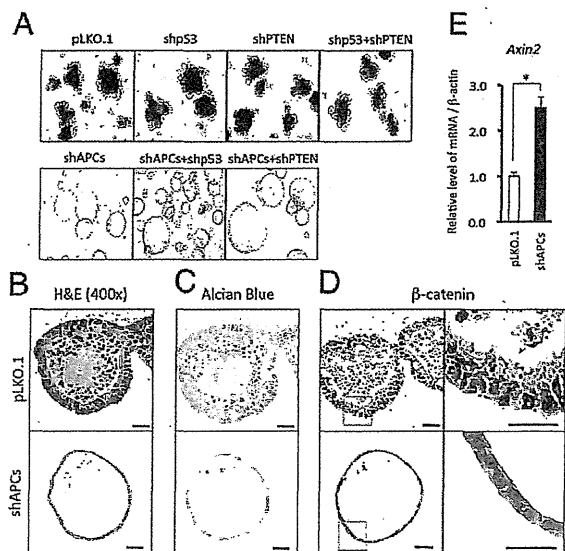 A
pLKO.1 shp53 shPTEN shp53+shPTEN
shAPCs shAPCs+shp53 shAPCs+shPTEN
E
Axin2
*
Relative level of mRNA / β-actin
3.0
2.0
1.0
0.0
pLKO.1
shAPCs
B
H&E (400x)
C
Alcian Blue
D
β-catenin
pLKO.1
shAPCs